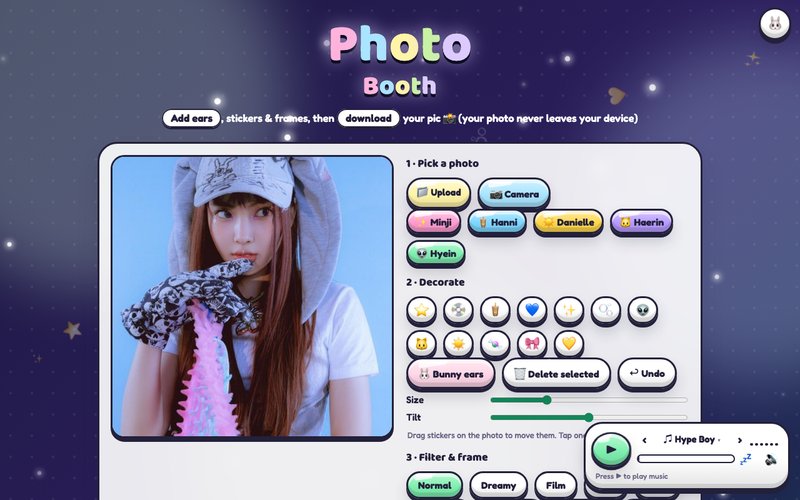 Photo
Booth
Add ears, stickers & frames, then download your pic 📸 (your photo never leaves your device)
1 · Pick a photo
Upload Camera
Minji Hanni Danielle Haerin
Hyein
2 · Decorate
Bunny ears Delete selected Undo
Size
Tilt
Drag stickers on the photo to move them. Tap one
3 · Filter & frame
Normal Dreamy Film
Hype Boy ·
Press ▶ to play music